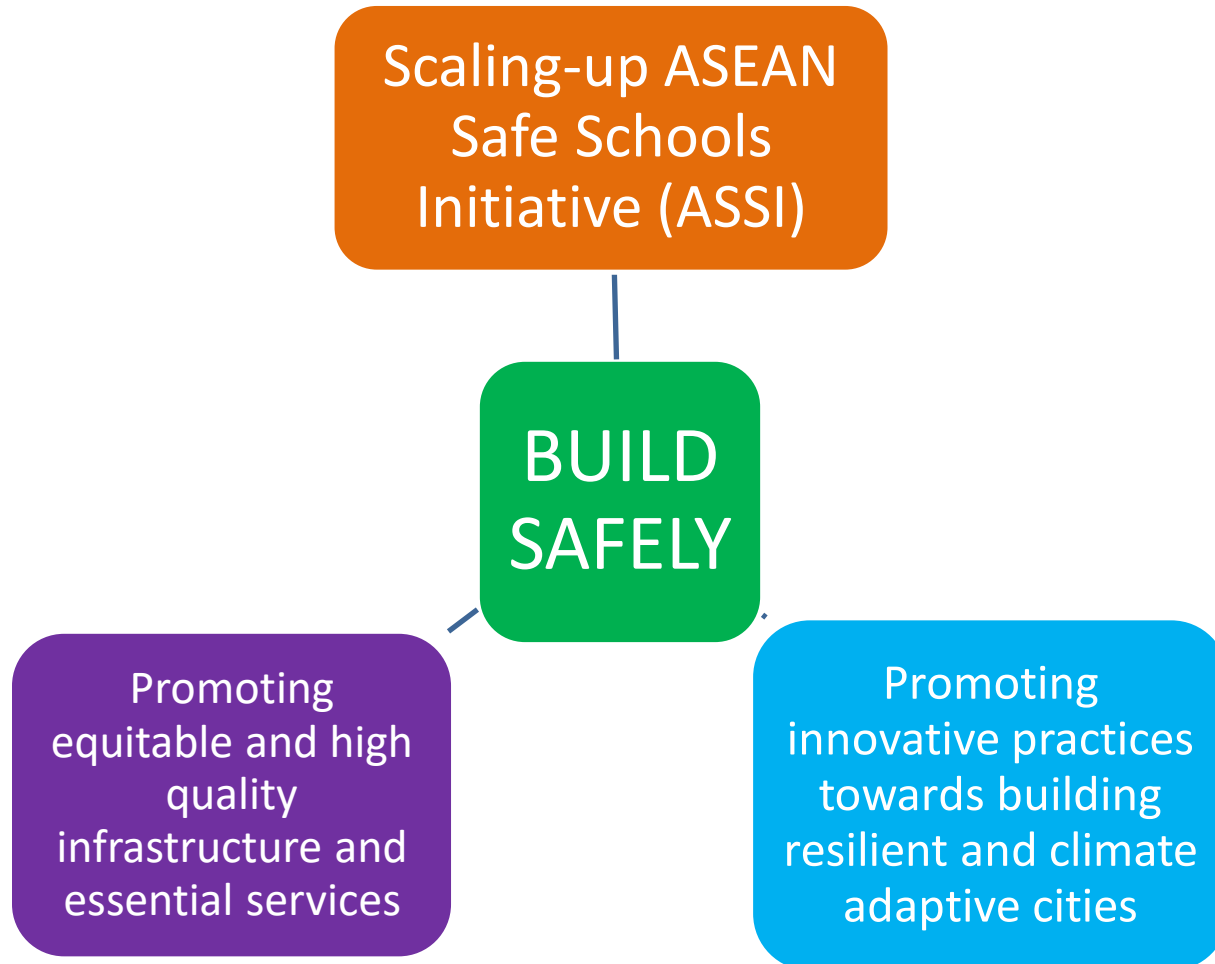 Scaling-up ASEAN
Safe Schools
Initiative (ASSI)
BUILD
SAFELY
Promoting
equitable and high
quality
infrastructure and
essential services
Promoting
innovative practices
towards building
resilient and climate
adaptive cities